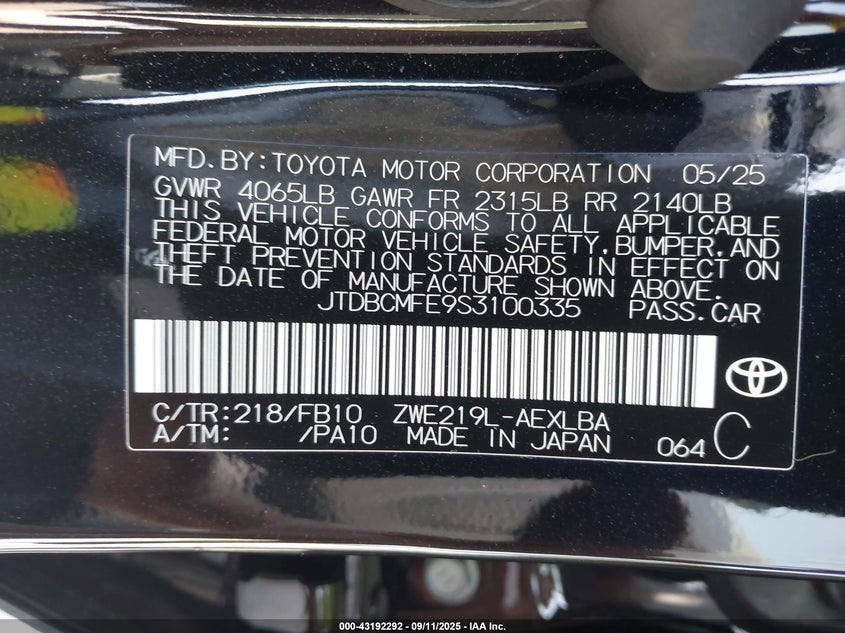 MFD.BY:TOYOTA MOTOR CORPORATION 05/25
GVWR 4065LB GAWR FR 2315LB RR 2140LB
THIS VEHICLE CONFORMS TO ALL APPLICABLE
FEDERAL MOTOR VEHICLE SAFETY,BUMPER,AND
THEFT PREVENTION STANDARDS IN EFFECT ON
THE DATE OF MANUFACTURE SHOWN ABOVE.
JTDBCMFE9S3100335 PASS.CAR
C/TR:218/FB10 ZWE219L-AEXLBA
A/TM: /PA10 MADE IN JAPAN 064 C
000-43192292 - 09/11/2025 - IAA Inc.